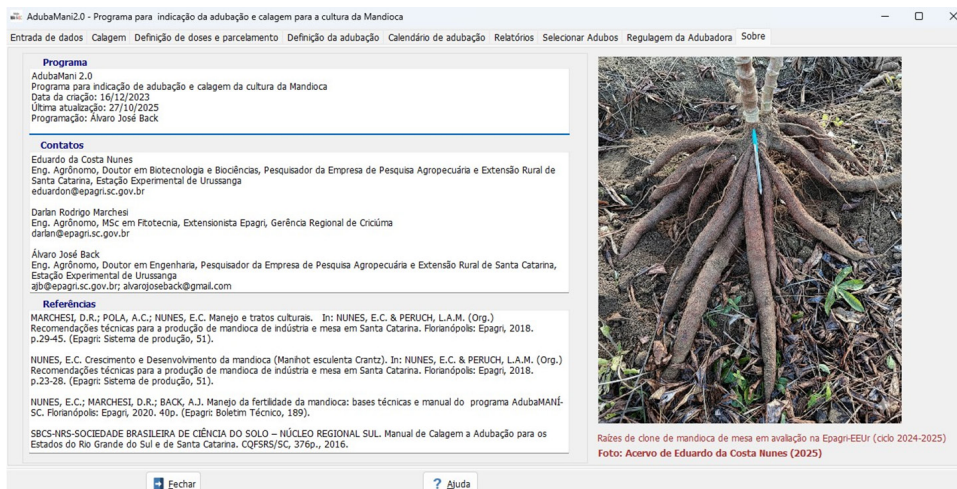 AdubaMani2.0 - Programa para indicação da adubação e calagem para a cultura da Mandioca
Entrada de dados Calagem Definição de doses e parcelamento Definição da adubação Calendário de adubação Relatórios Selecionar Adubos Regulagem da Adubadora Sobre
Programa
AdubaMani 2.0
Programa para indicação de adubação e calagem da cultura da Mandioca
Data da criação: 16/12/2023
Última atualização: 27/10/2025
Programação: Álvaro José Back
Contatos
Eduardo da Costa Nunes
Eng. Agrônomo, Doutor em Biotecnologia e Biociências, Pesquisador da Empresa de Pesquisa Agropecuária e Extensão Rural de
Santa Catarina, Estação Experimental de Urussanga
eduardon@epagri.sc.gov.br
Darlan Rodrigo Marchesi
Eng. Agrônomo, MSc em Fitotecnia, Extensionista Epagri, Gerência Regional de Criciúma
darlan@epagri.sc.gov.br
Álvaro José Back
Eng. Agrônomo, Doutor em Engenharia, Pesquisador da Empresa de Pesquisa Agropecuária e Extensão Rural de Santa Catarina,
Estação Experimental de Urussanga
ajb@epagri.sc.gov.br; alvarojoseback@gmail.com
Referências
MARCHESI, D.R.; POLA, A.C.; NUNES, E.C. Manejo e tratos culturais. In: NUNES, E.C. & PERUCH, L.A.M. (Org.)
Recomendações técnicas para a produção de mandioca de indústria e mesa em Santa Catarina. Florianópolis: Epagri, 2018.
p.29-45. (Epagri: Sistema de produção, 51).
NUNES, E.C. Crescimento e Desenvolvimento da mandioca (Manihot esculenta Crantz). In: NUNES, E.C. & PERUCH, L.A.M. (Org.)
Recomendações técnicas para a produção de mandioca de indústria e mesa em Santa Catarina. Florianópolis: Epagri, 2018.
p.23-28. (Epagri: Sistema de produção, 51).
NUNES, E.C.; MARCHESI, D.R.; BACK, A.J. Manejo da fertilidade da mandioca: bases técnicas e manual do programa AdubaMANÍ-
SC. Florianópolis: Epagri, 2020. 40p. (Epagri: Boletim Técnico, 189).
SBCS-NRS-SOCIEDADE BRASILEIRA DE CIÊNCIA DO SOLO – NÚCLEO REGIONAL SUL. Manual de Calagem a Adubação para os
Estados do Rio Grande do Sul e de Santa Catarina. CQFSRS/SC, 376p., 2016.
Raízes de clone de mandioca de mesa em avaliação na Epagri-EEUr (ciclo 2024-2025)
Foto: Acervo de Eduardo da Costa Nunes (2025)
Fechar
? Ajuda